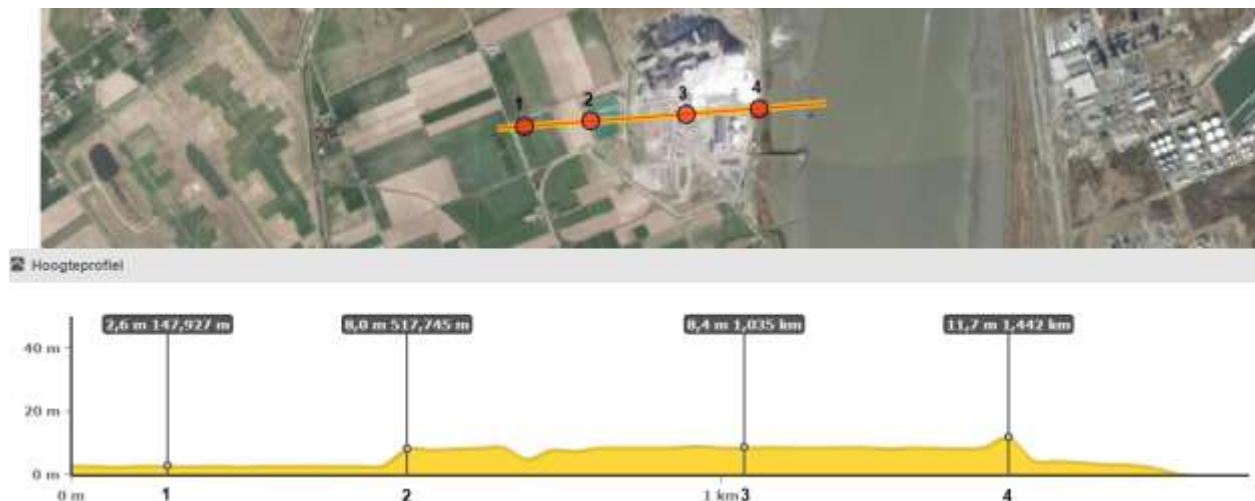 1 2 3 4
Hoogteprofiel
2,6 m 147,927 m 8,0 m 517,745 m 8,4 m 1,035 km 11,7 m 1,442 km
40 m
20 m
0 m
0 m 1 2 1 km 3 4